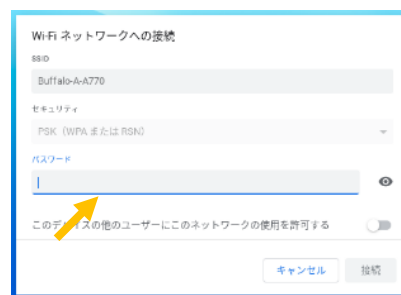 Wi-Fi ネットワークへの接続
SSID
Buffalo-A-A770
セキュリティ
PSK（WPA または RSN）
パスワード
このデバイスの他のユーザーにこのネットワークの使用を許可する
キャンセル 接続